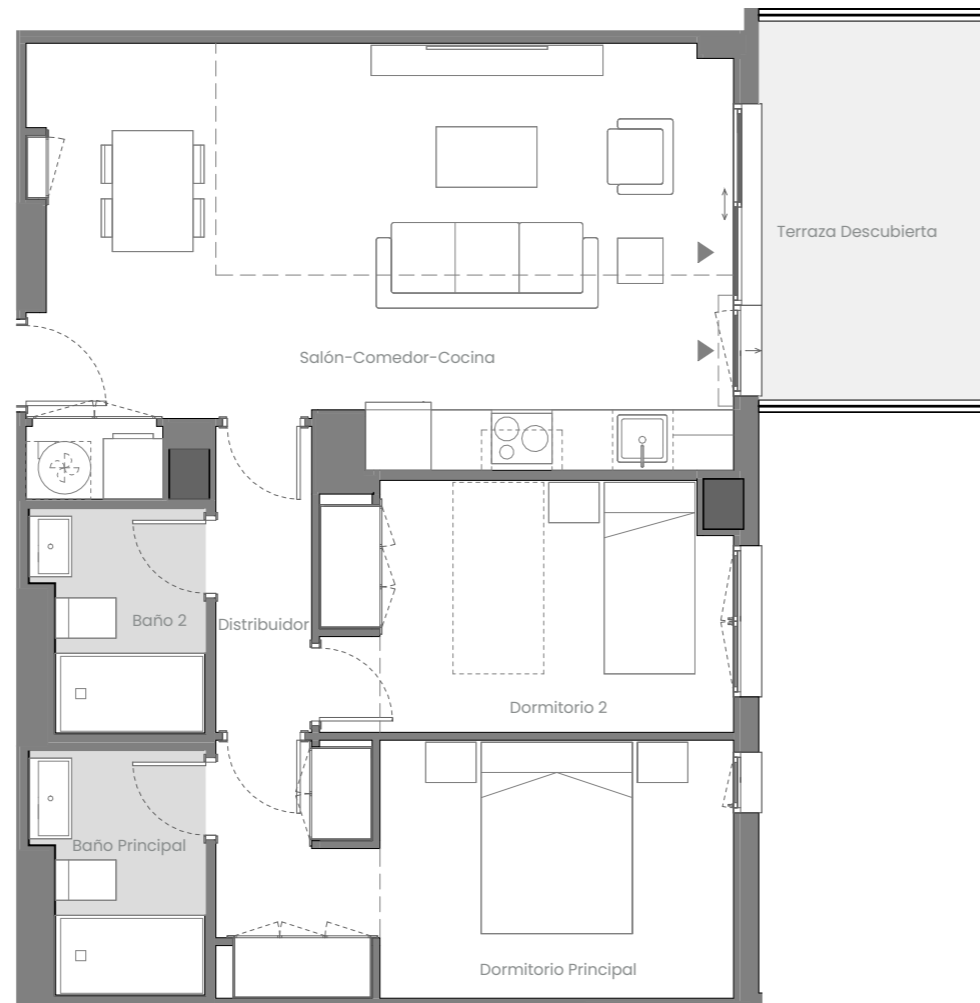 Terraza Descubierta
Salón-Comedor-Cocina
Baño 2
Distribuidor
Dormitorio 2
Baño Principal
Dormitorio Principal